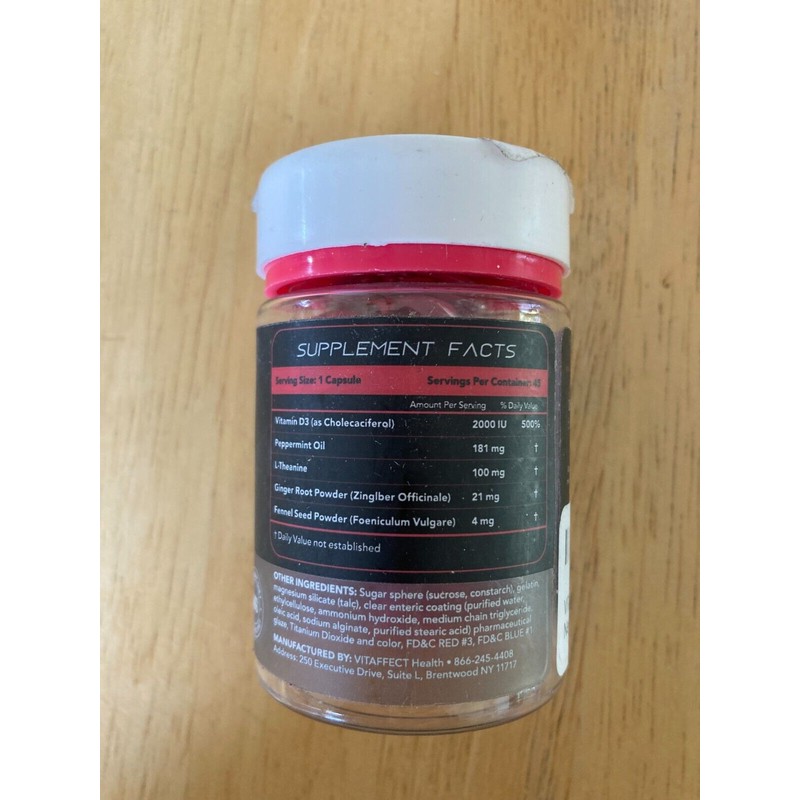 SUPPLEMENT FACTS
Serving Size: 1 Capsule Servings Per Container: 45
Amount Per Serving % Daily Value
Vitamin D3 (as Cholecaciferol) 2000 IU 500%
Peppermint Oil 181 mg †
L-Theanine 100 mg †
Ginger Root Powder (Zinglber Officinale) 21 mg †
Fennel Seed Powder (Foeniculum Vulgare) 4 mg †
† Daily Value not established
OTHER INGREDIENTS: Sugar sphere (sucrose, constarch), gelatin,
magnesium silicate (talc), clear enteric coating (purified water,
ethylcellulose, ammonium hydroxide, medium chain triglyceride,
oleic acid, sodium alginate, purified stearic acid) pharmaceutical
glaze, Titanium Dioxide and color, FD&C RED #3, FD&C BLUE #1
MANUFACTURED BY: VITAFFECT Health • 866-245-4408
Address: 250 Executive Drive, Suite L, Brentwood NY 11717